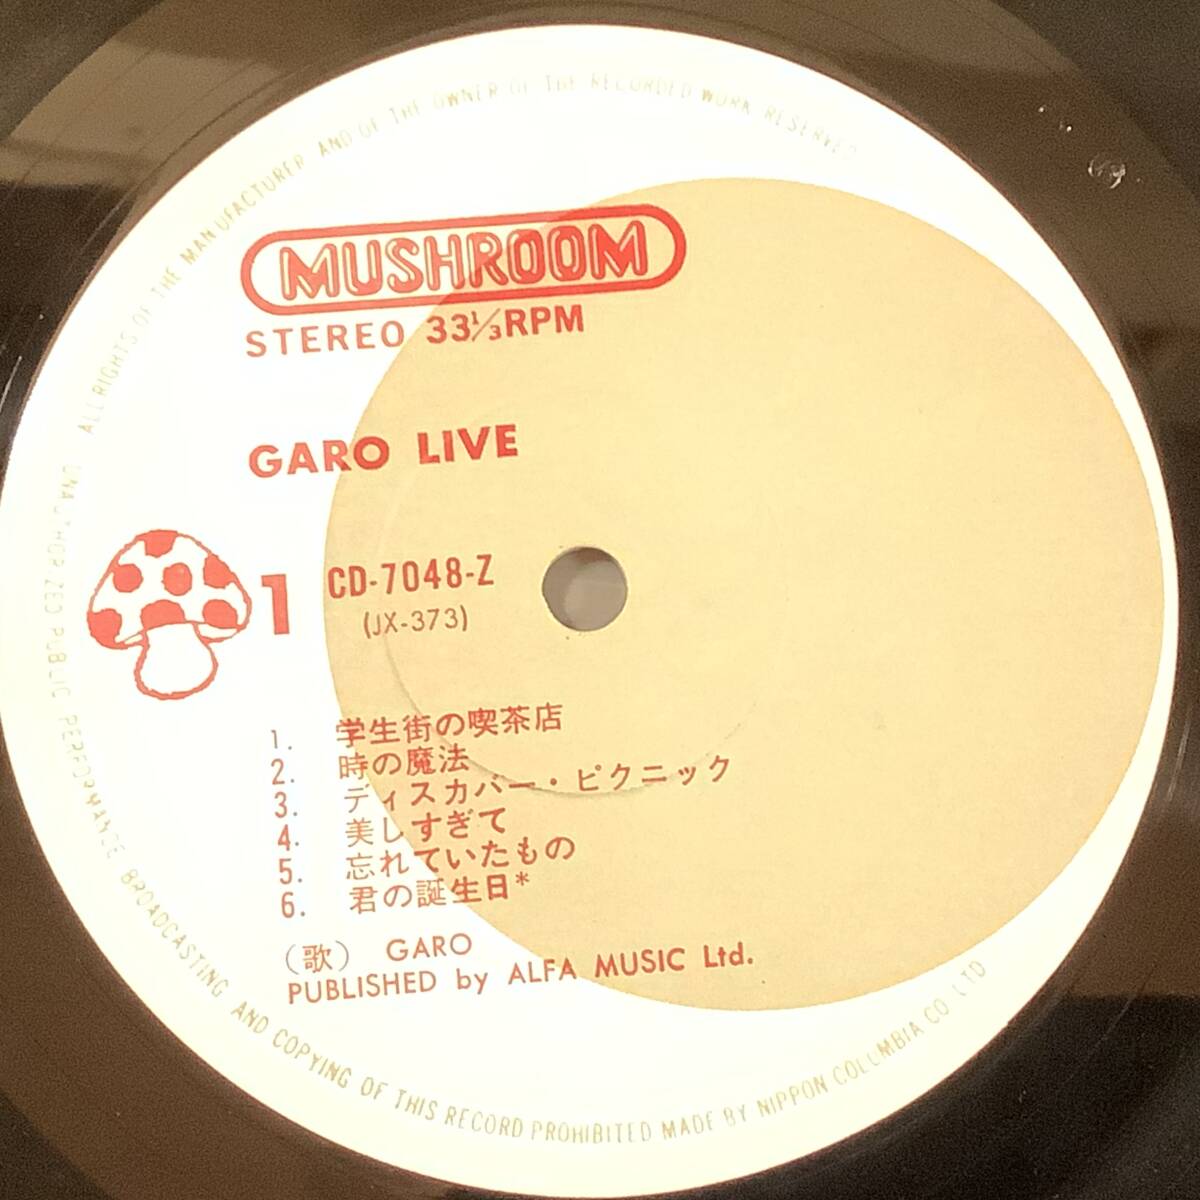 ALL RIGHTS OF THE MANUFACTURER AND OF THE OWNER OF THE RECORDED WORK RESERVED
MUSHROOM
STEREO 33⅓RPM
GARO LIVE
1
CD-7048-Z
(JX-373)
1. 学生街の喫茶店
2. 時の魔法
3. ディスカバー・ピクニック
4. 美しすぎて
5. 忘れていたもの
6. 君の誕生日*
(歌) GARO
PUBLISHED by ALFA MUSIC Ltd.
UNAUTHORIZED PUBLIC PERFORMANCE BROADCASTING AND COPYING OF THIS RECORD PROHIBITED MADE BY NIPPON COLUMBIA CO LTD